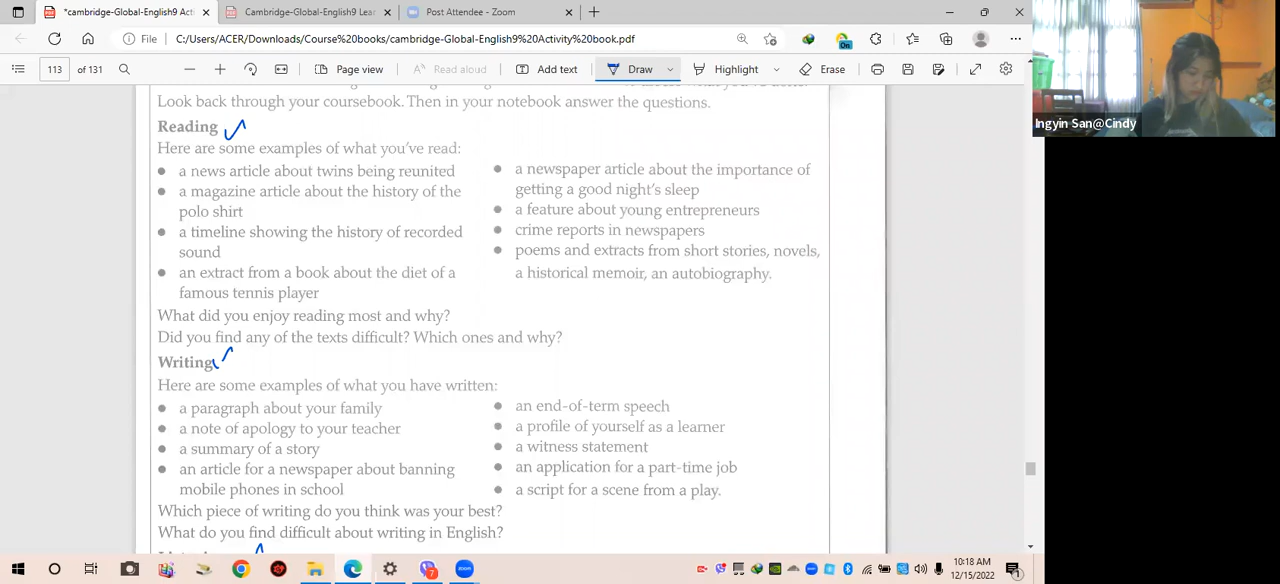 *cambridge-Global-English9 Acti
Cambridge-Global-English9 Lea
Post Attendee - Zoom
File
C:/Users/ACER/Downloads/Course%20books/cambridge-Global-English9%20Activity%20book.pdf
On
113 of 131
Page view
Read aloud
Add text
Draw
Highlight
Erase
Ingyin San@Cindy
Look back through your coursebook. Then in your notebook answer the questions.
Reading
Here are some examples of what you've read:
• a news article about twins being reunited
• a magazine article about the history of the
polo shirt
• a timeline showing the history of recorded
sound
• an extract from a book about the diet of a
famous tennis player
• a newspaper article about the importance of
getting a good night's sleep
• a feature about young entrepreneurs
• crime reports in newspapers
• poems and extracts from short stories, novels,
a historical memoir, an autobiography.
What did you enjoy reading most and why?
Did you find any of the texts difficult? Which ones and why?
Writing
Here are some examples of what you have written:
• a paragraph about your family
• a note of apology to your teacher
• a summary of a story
• an article for a newspaper about banning
mobile phones in school
• an end-of-term speech
• a profile of yourself as a learner
• a witness statement
• an application for a part-time job
• a script for a scene from a play.
Which piece of writing do you think was your best?
What do you find difficult about writing in English?
7
zoom
10:18 AM
12/15/2022
1